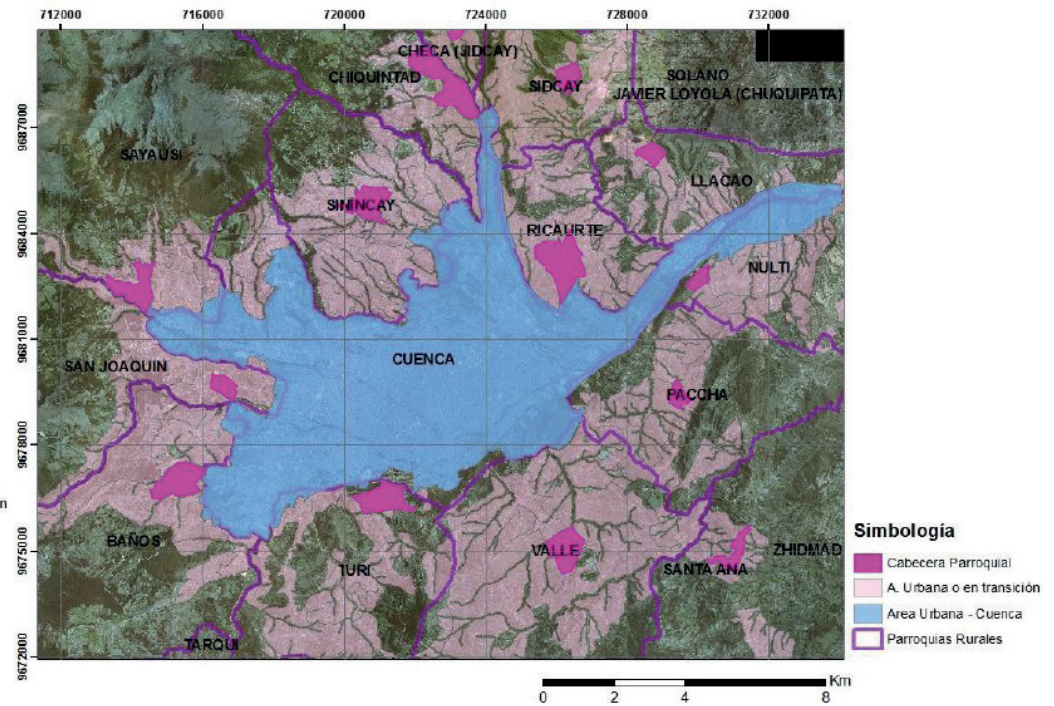 712000 716000 720000 724000 728000 732000
CHECA (JIDCAY)
CHIQUINTAD
SIDCAY
SOLANO
JAVIER LOYOLA (CHUQUIPATA)
9687000
SAYAUSI
LLACAO
SININCAY
9684000
RICAURTE
NULTI
9681000
SAN JOAQUIN
CUENCA
PACCHA
9678000
n
BAÑOS
9675000
TURI
VALLE
SANTA ANA
ZHIDMAD
TARQUI
9672000
Simbología
Cabecera Parroquial
A. Urbana o en transición
Area Urbana - Cuenca
Parroquias Rurales
Km
0 2 4 8